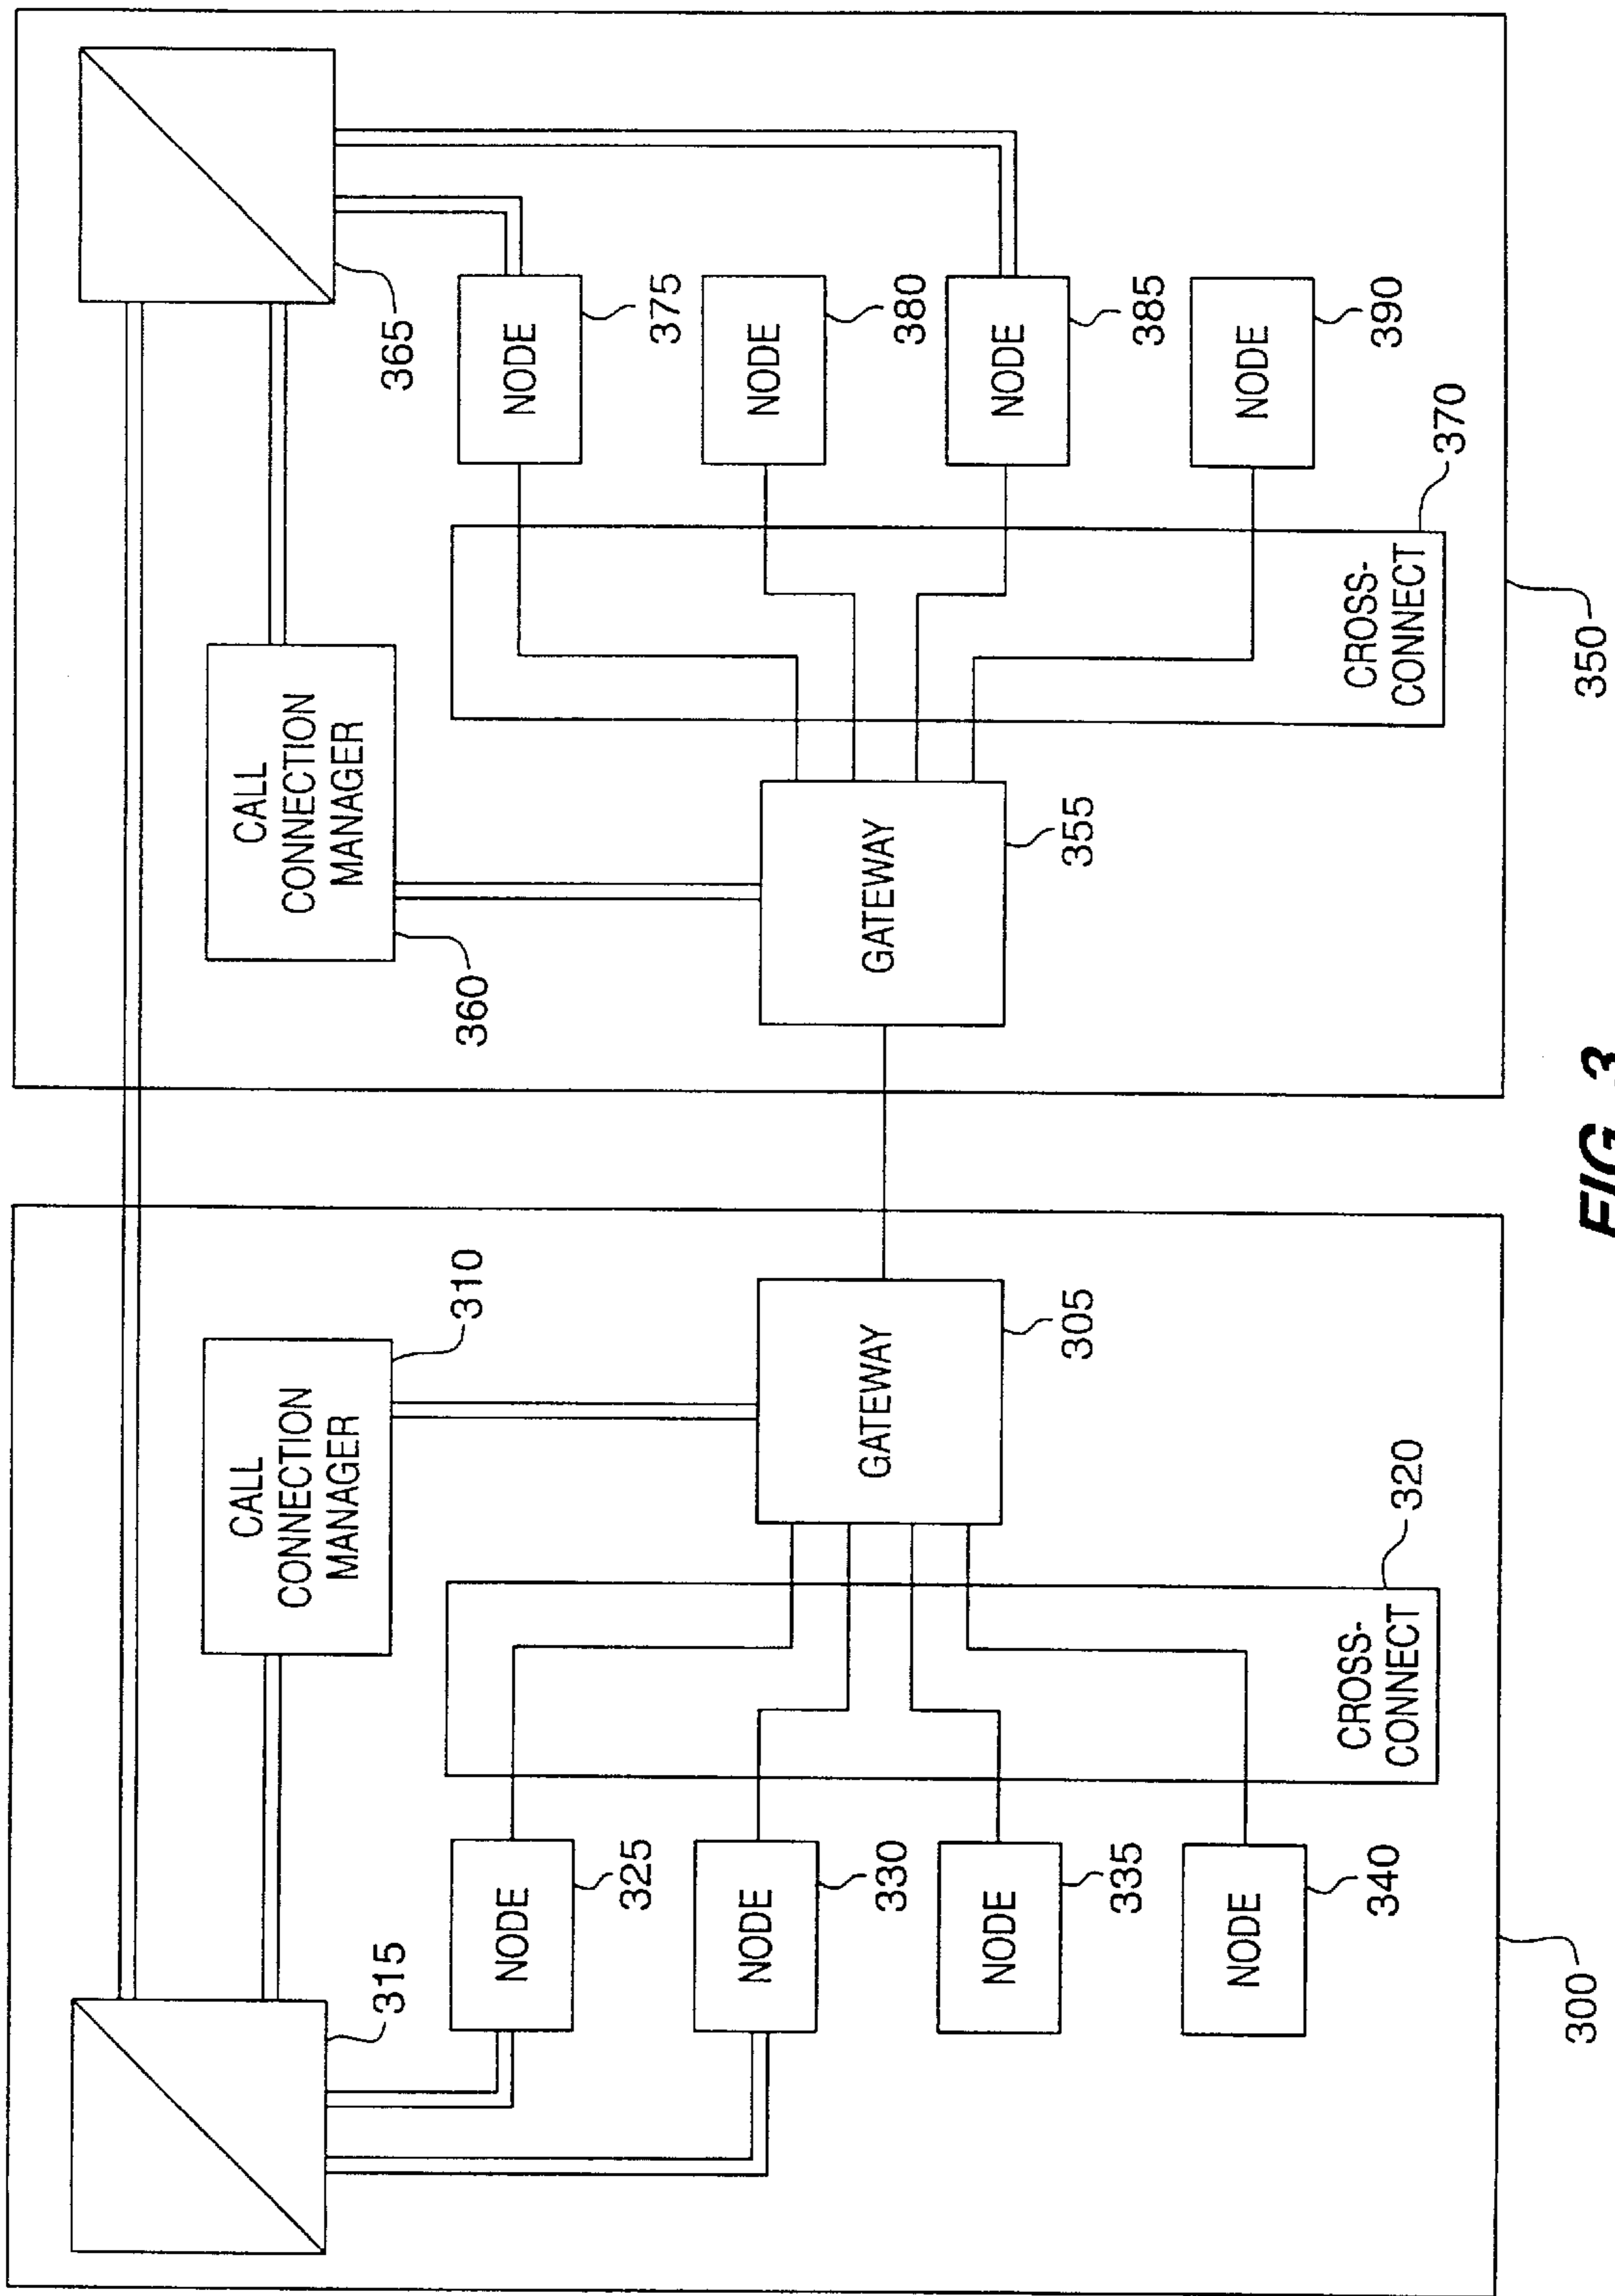 315
CALL
CONNECTION
MANAGER
310
NODE
325
NODE
330
NODE
335
NODE
340
CROSS-
CONNECT
320
GATEWAY
305
300
CALL
CONNECTION
MANAGER
360
365
GATEWAY
355
NODE
375
NODE
380
NODE
385
NODE
390
CROSS-
CONNECT
370
350
FIG. 3